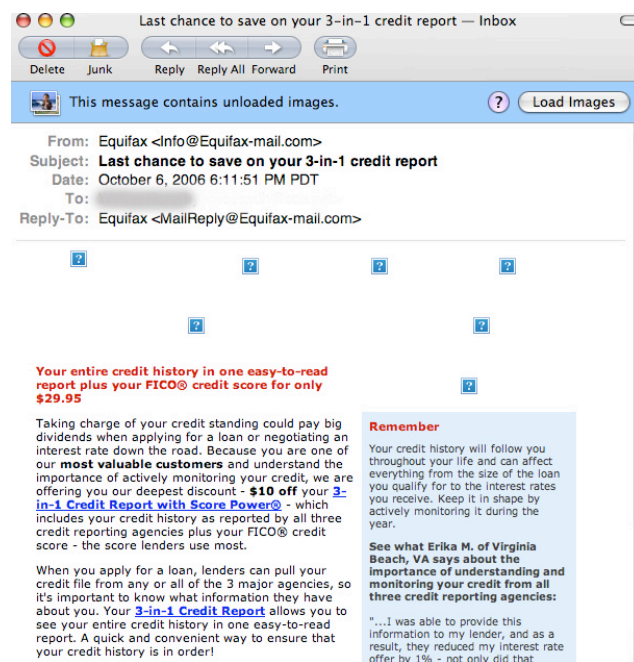 Last chance to save on your 3-in-1 credit report — Inbox
Delete Junk Reply Reply All Forward Print
This message contains unloaded images.
? Load Images
From: Equifax <Info@Equifax-mail.com>
Subject: Last chance to save on your 3-in-1 credit report
Date: October 6, 2006 6:11:51 PM PDT
To:
Reply-To: Equifax <MailReply@Equifax-mail.com>
? ? ? ?
? ?
?
Your entire credit history in one easy-to-read
report plus your FICO® credit score for only
$29.95
Taking charge of your credit standing could pay big
dividends when applying for a loan or negotiating an
interest rate down the road. Because you are one of
our most valuable customers and understand the
importance of actively monitoring your credit, we are
offering you our deepest discount - $10 off your 3-
in-1 Credit Report with Score Power® - which
includes your credit history as reported by all three
credit reporting agencies plus your FICO® credit
score - the score lenders use most.
When you apply for a loan, lenders can pull your
credit file from any or all of the 3 major agencies, so
it's important to know what information they have
about you. Your 3-in-1 Credit Report allows you to
see your entire credit history in one easy-to-read
report. A quick and convenient way to ensure that
your credit history is in order!
Remember
Your credit history will follow you
throughout your life and can affect
everything from the size of the loan
you qualify for to the interest rates
you receive. Keep it in shape by
actively monitoring it during the
year.
See what Erika M. of Virginia
Beach, VA says about the
importance of understanding and
monitoring your credit from all
three credit reporting agencies:
"...I was able to provide this
information to my lender, and as a
result, they reduced my interest rate
offer by 1% - not only did that